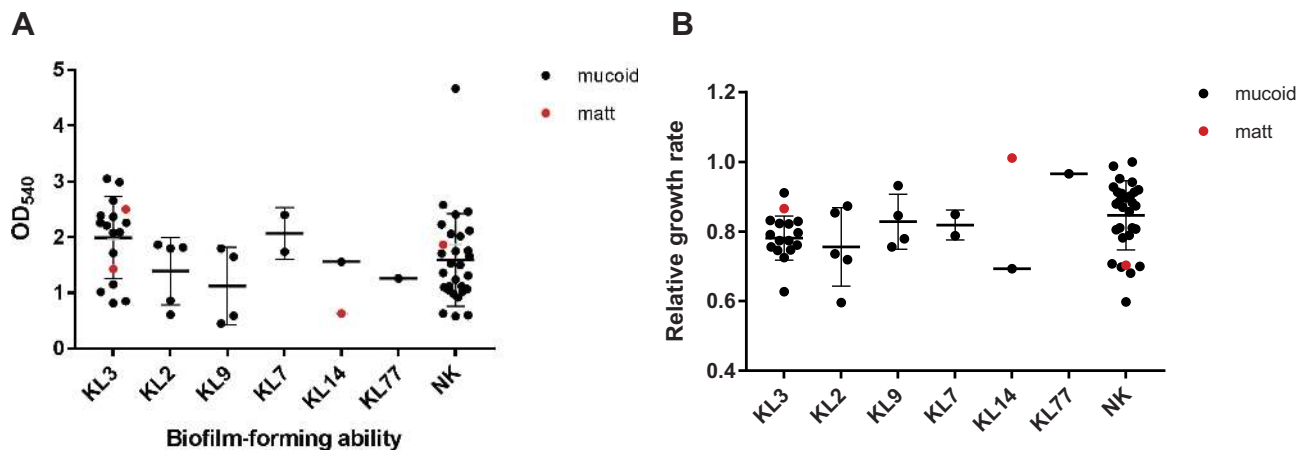 A
OD540
5
4
3
2
1
0
KL3
KL2
KL9
KL7
KL14
KL77
NK
Biofilm-forming ability
mucoid
matt
B
Relative growth rate
1.2
1.0
0.8
0.6
0.4
KL3
KL2
KL9
KL7
KL14
KL77
NK
mucoid
matt